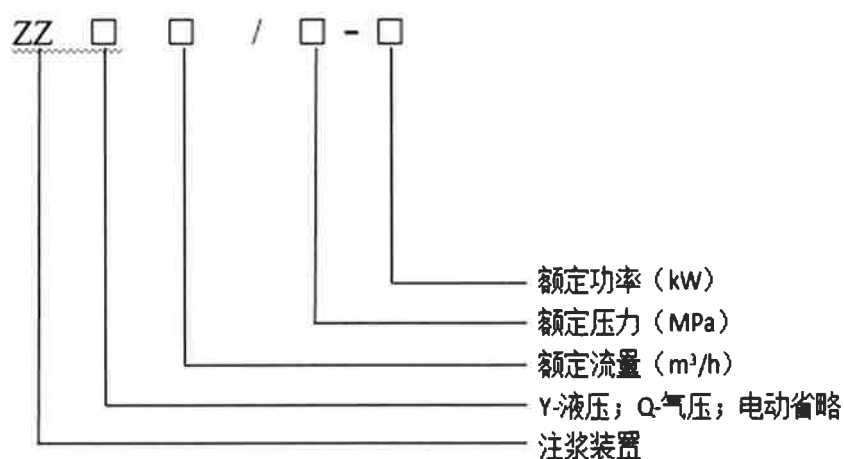 ZZ □ □ / □ - □
额定功率（kW）
额定压力（MPa）
额定流量（m³/h）
Y-液压；Q-气压；电动省略
注浆装置